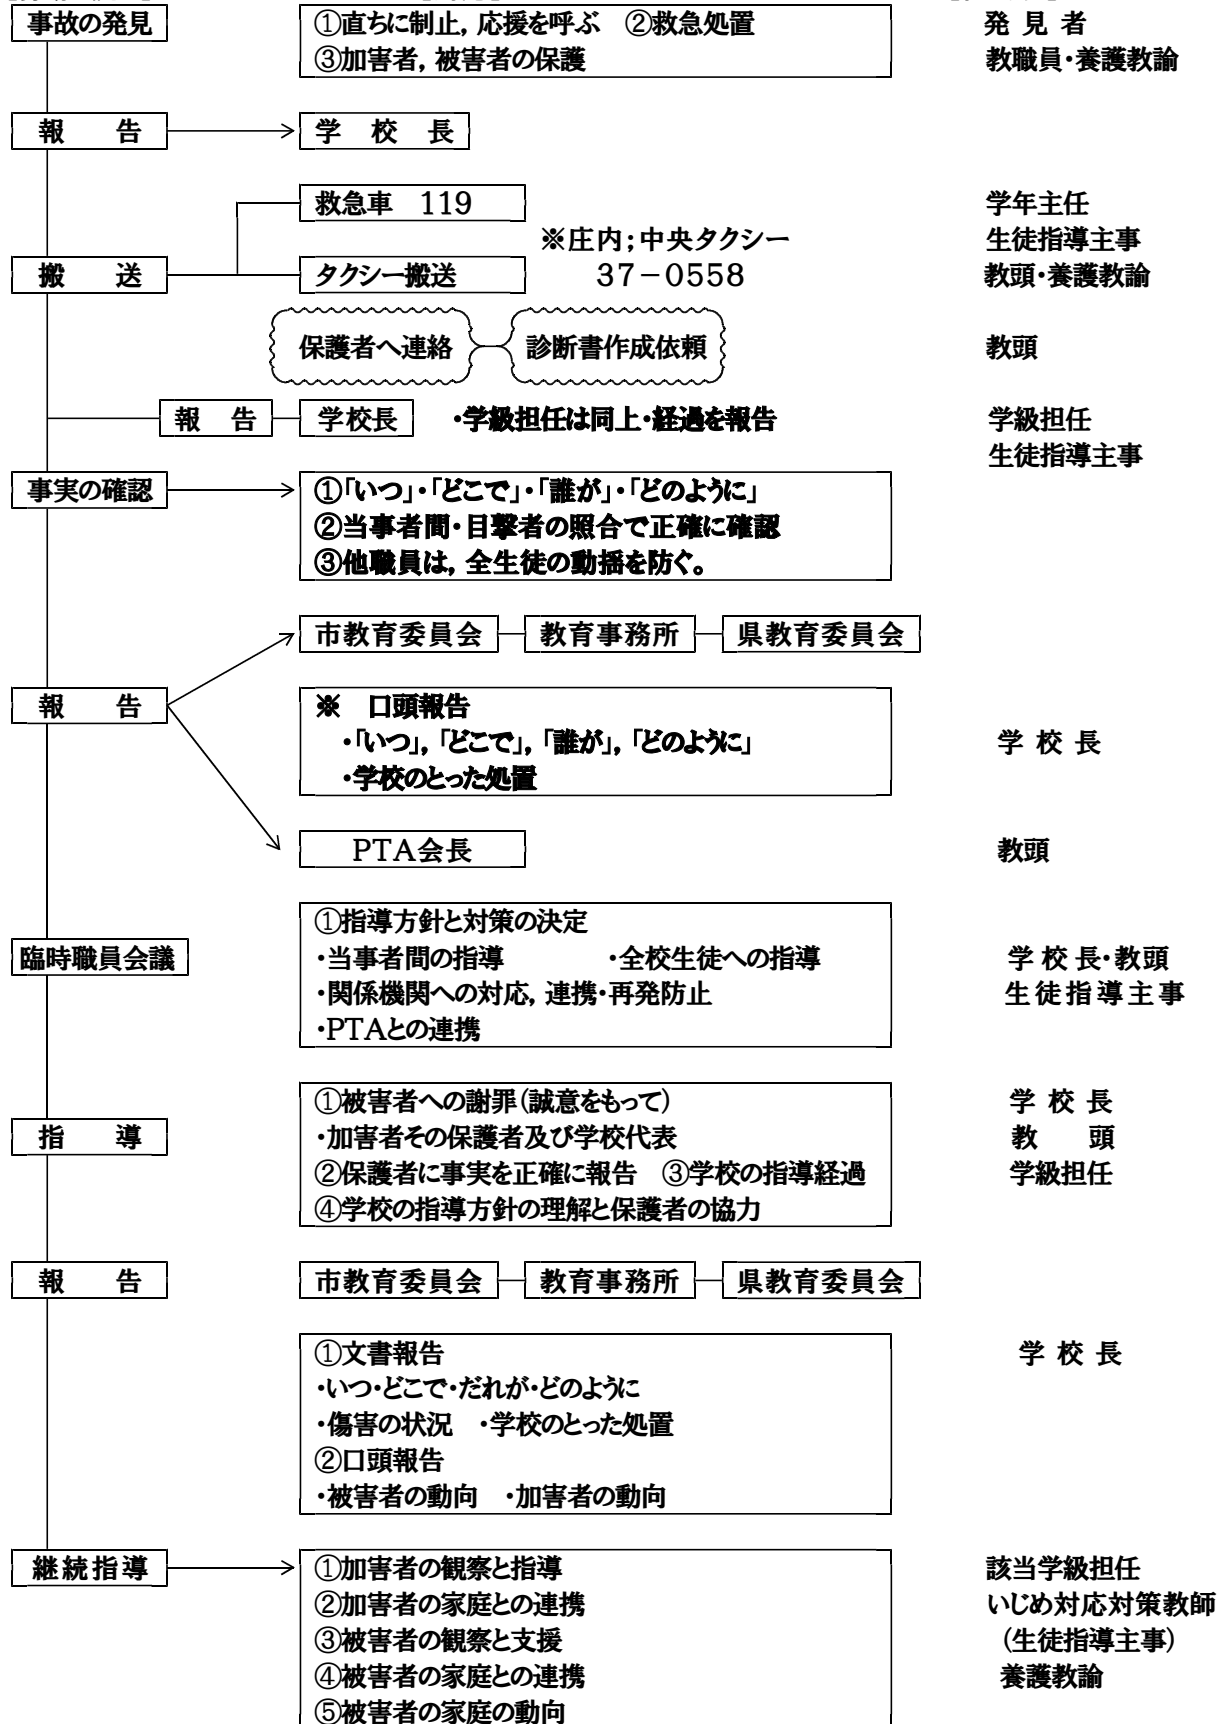 事故の発見 ①直ちに制止，応援を呼ぶ　②救急処置 発 見 者
③加害者，被害者の保護 教職員・養護教諭
報　　告 学　校　長
救急車　119 学年主任
※庄内；中央タクシー 生徒指導主事
搬　　送 タクシー搬送 37－0558 教頭・養護教諭
保護者へ連絡 診断書作成依頼 教頭
報　告 学校長 ・学級担任は同上・経過を報告 学級担任
生徒指導主事
事実の確認 ①「いつ」・「どこで」・「誰が」・「どのように」
②当事者間・目撃者の照合で正確に確認
③他職員は，全生徒の動揺を防ぐ。
市教育委員会 教育事務所 県教育委員会
報　　告 ※　口頭報告
・「いつ」，「どこで」，「誰が」，「どのように」 学 校 長
・学校のとった処置
PTA会長 教頭
①指導方針と対策の決定
臨時職員会議 ・当事者間の指導　　　　・全校生徒への指導 学 校 長・教頭
・関係機関への対応，連携・再発防止 生徒指導主事
・PTAとの連携
①被害者への謝罪（誠意をもって） 学 校 長
指　　導 ・加害者その保護者及び学校代表 教　　頭
②保護者に事実を正確に報告　③学校の指導経過 学級担任
④学校の指導方針の理解と保護者の協力
報　　告 市教育委員会 教育事務所 県教育委員会
①文書報告 学 校 長
・いつ・どこで・だれが・どのように
・傷害の状況　・学校のとった処置
②口頭報告
・被害者の動向　・加害者の動向
継続指導 ①加害者の観察と指導 該当学級担任
②加害者の家庭との連携 いじめ対応対策教師
③被害者の観察と支援 （生徒指導主事）
④被害者の家庭との連携 養護教諭
⑤被害者の家庭の動向